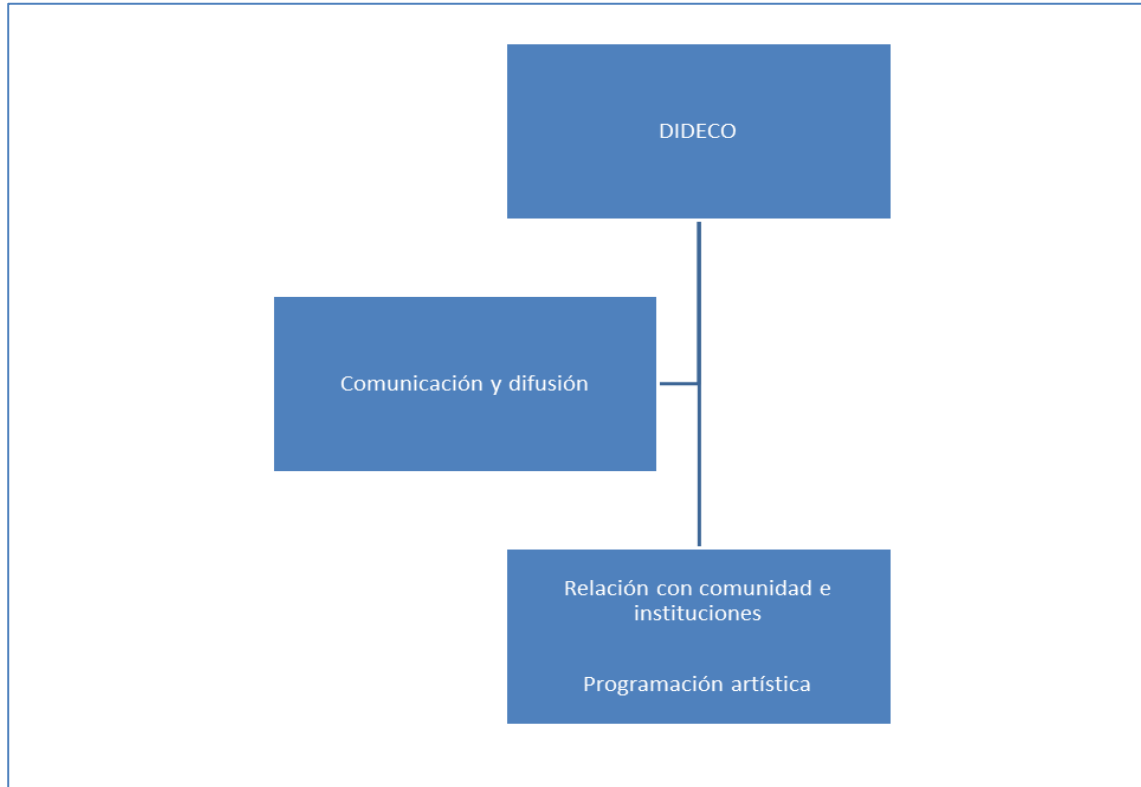 DIDECO
Comunicación y difusión
Relación con comunidad e
instituciones
Programación artística